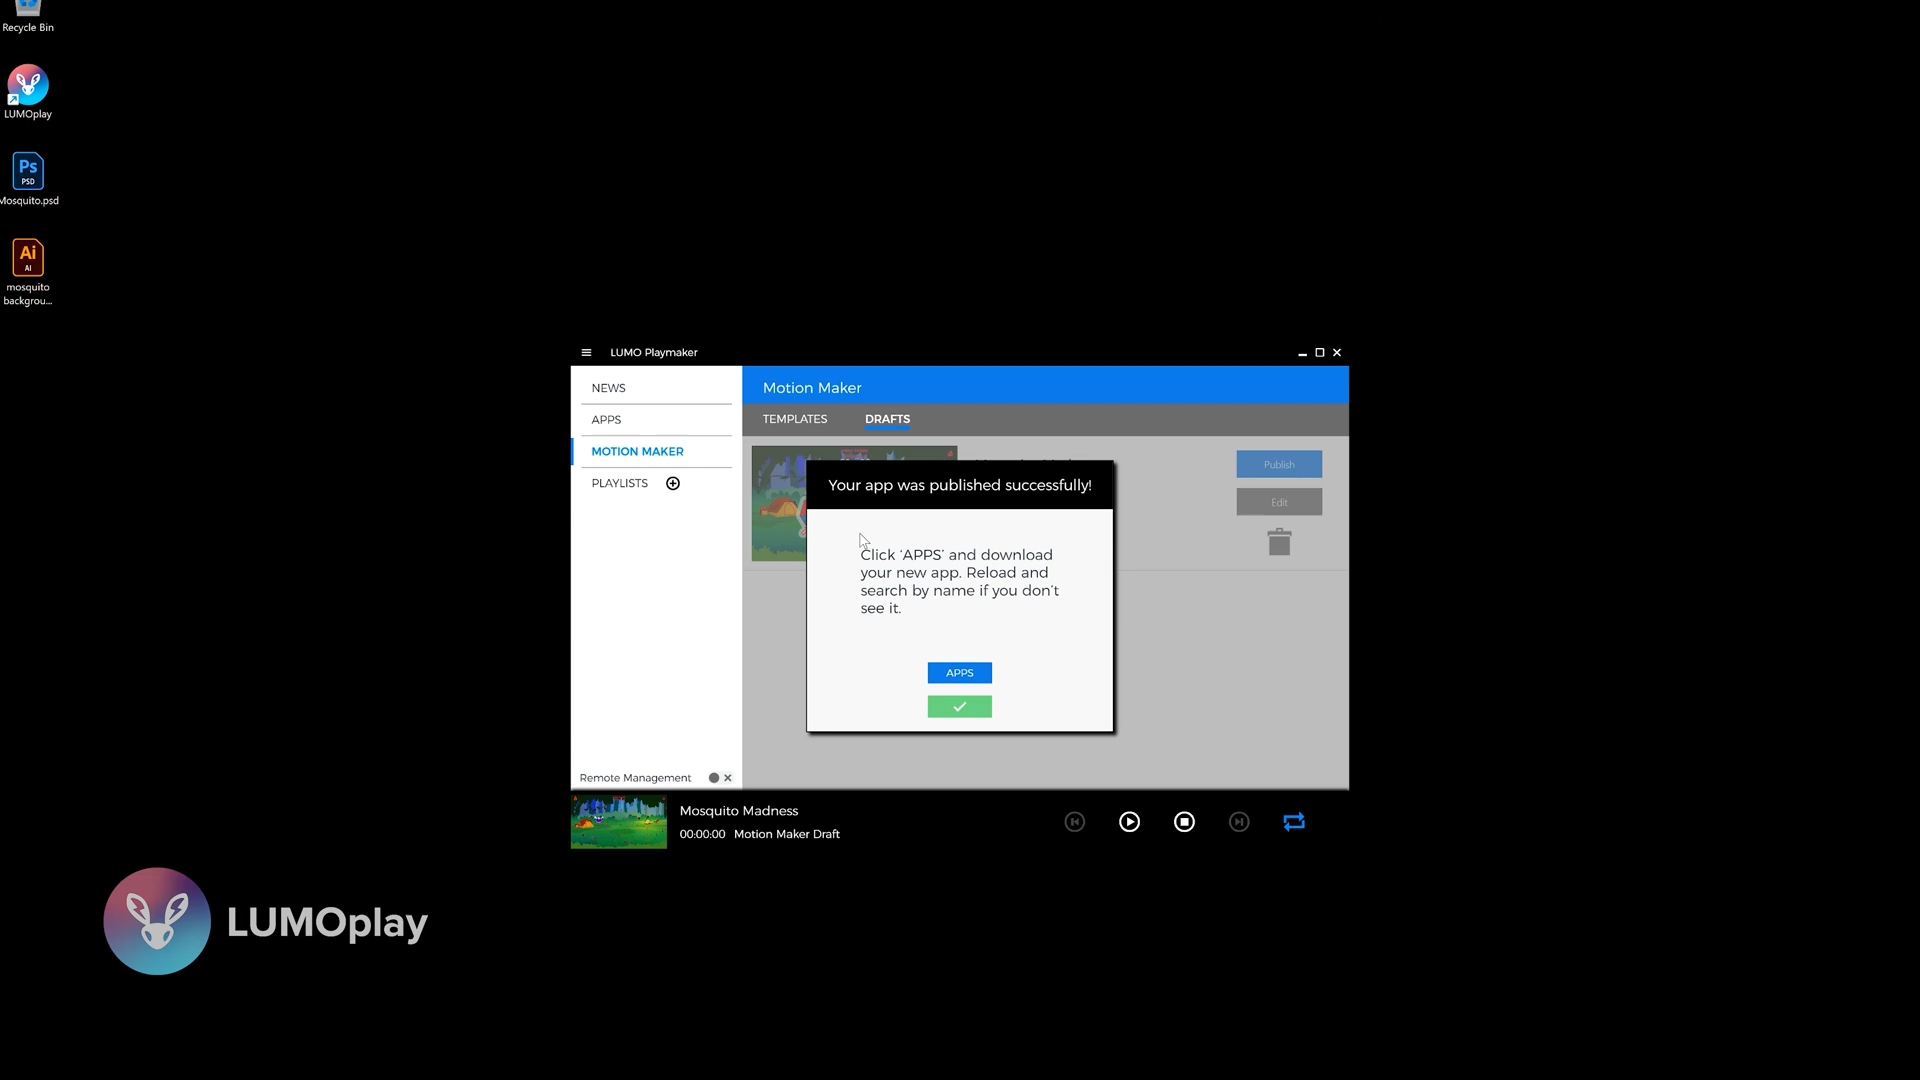 Recycle Bin
LUMOplay
Ps
PSD
Mosquito.psd
Ai
AI
mosquito
backgrou...
LUMO Playmaker
NEWS
APPS
MOTION MAKER
PLAYLISTS
Motion Maker
TEMPLATES DRAFTS
Publish
Edit
Your app was published successfully!
Click ‘APPS’ and download
your new app. Reload and
search by name if you don’t
see it.
APPS
Remote Management
Mosquito Madness
00:00:00 Motion Maker Draft
LUMOplay